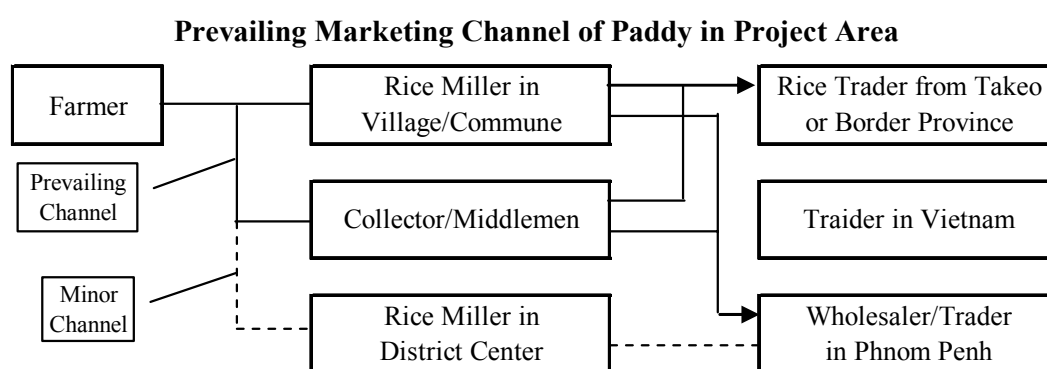 Prevailing Marketing Channel of Paddy in Project Area
Farmer
Rice Miller in
Village/Commune
Rice Trader from Takeo
or Border Province
Prevailing
Channel
Collector/Middlemen
Traider in Vietnam
Minor
Channel
Rice Miller in
District Center
Wholesaler/Trader
in Phnom Penh